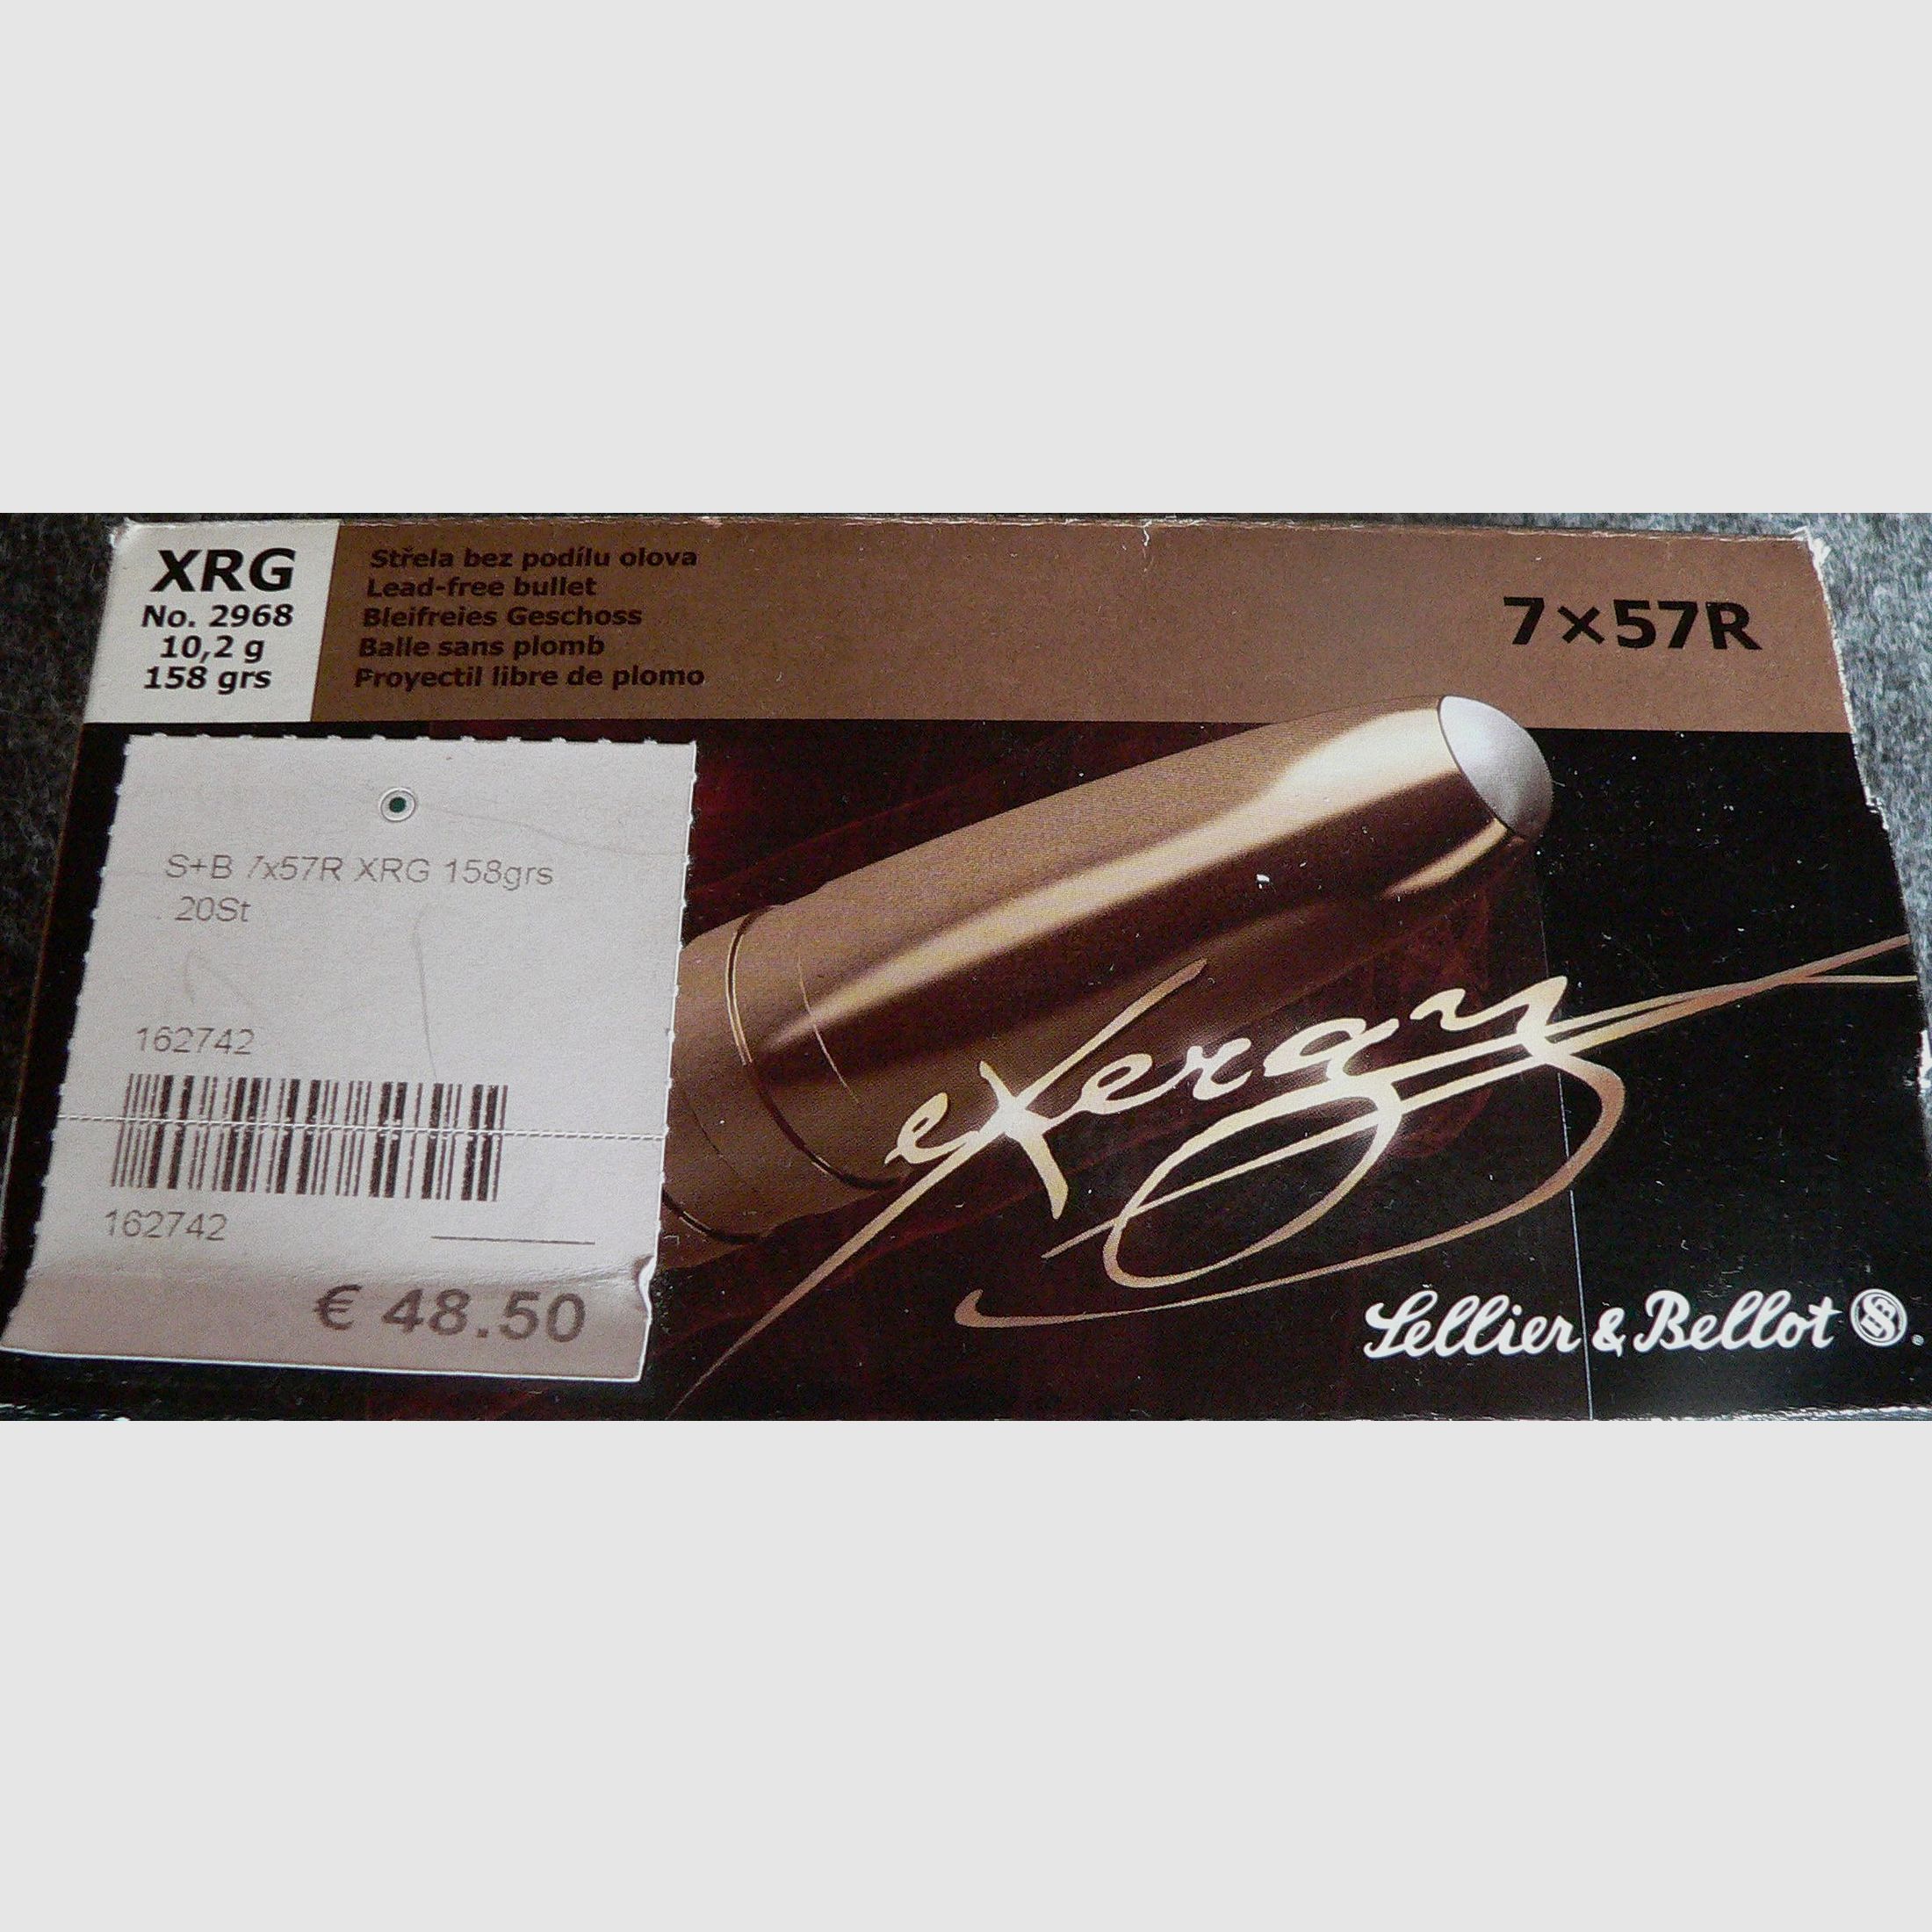 XRG
No. 2968
10,2 g
158 grs
Střela bez podílu olova
Lead-free bullet
Bleifreies Geschoss
Balle sans plomb
Proyectil libre de plomo
7×57R
S+B 7x57R XRG 158grs
20St
162742
162742
€ 48.50
eXergy
Sellier & Bellot